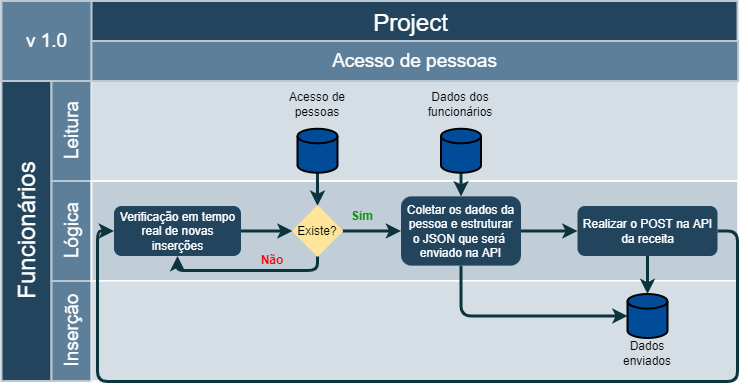 v 1.0
Project
Acesso de pessoas
Funcionários
Leitura
Acesso de
pessoas
Dados dos
funcionários
Lógica
Verificação em tempo
real de novas
inserções
Existe?
Sim
Não
Coletar os dados da
pessoa e estruturar
o JSON que será
enviado na API
Realizar o POST na API
da receita
Inserção
Dados
enviados